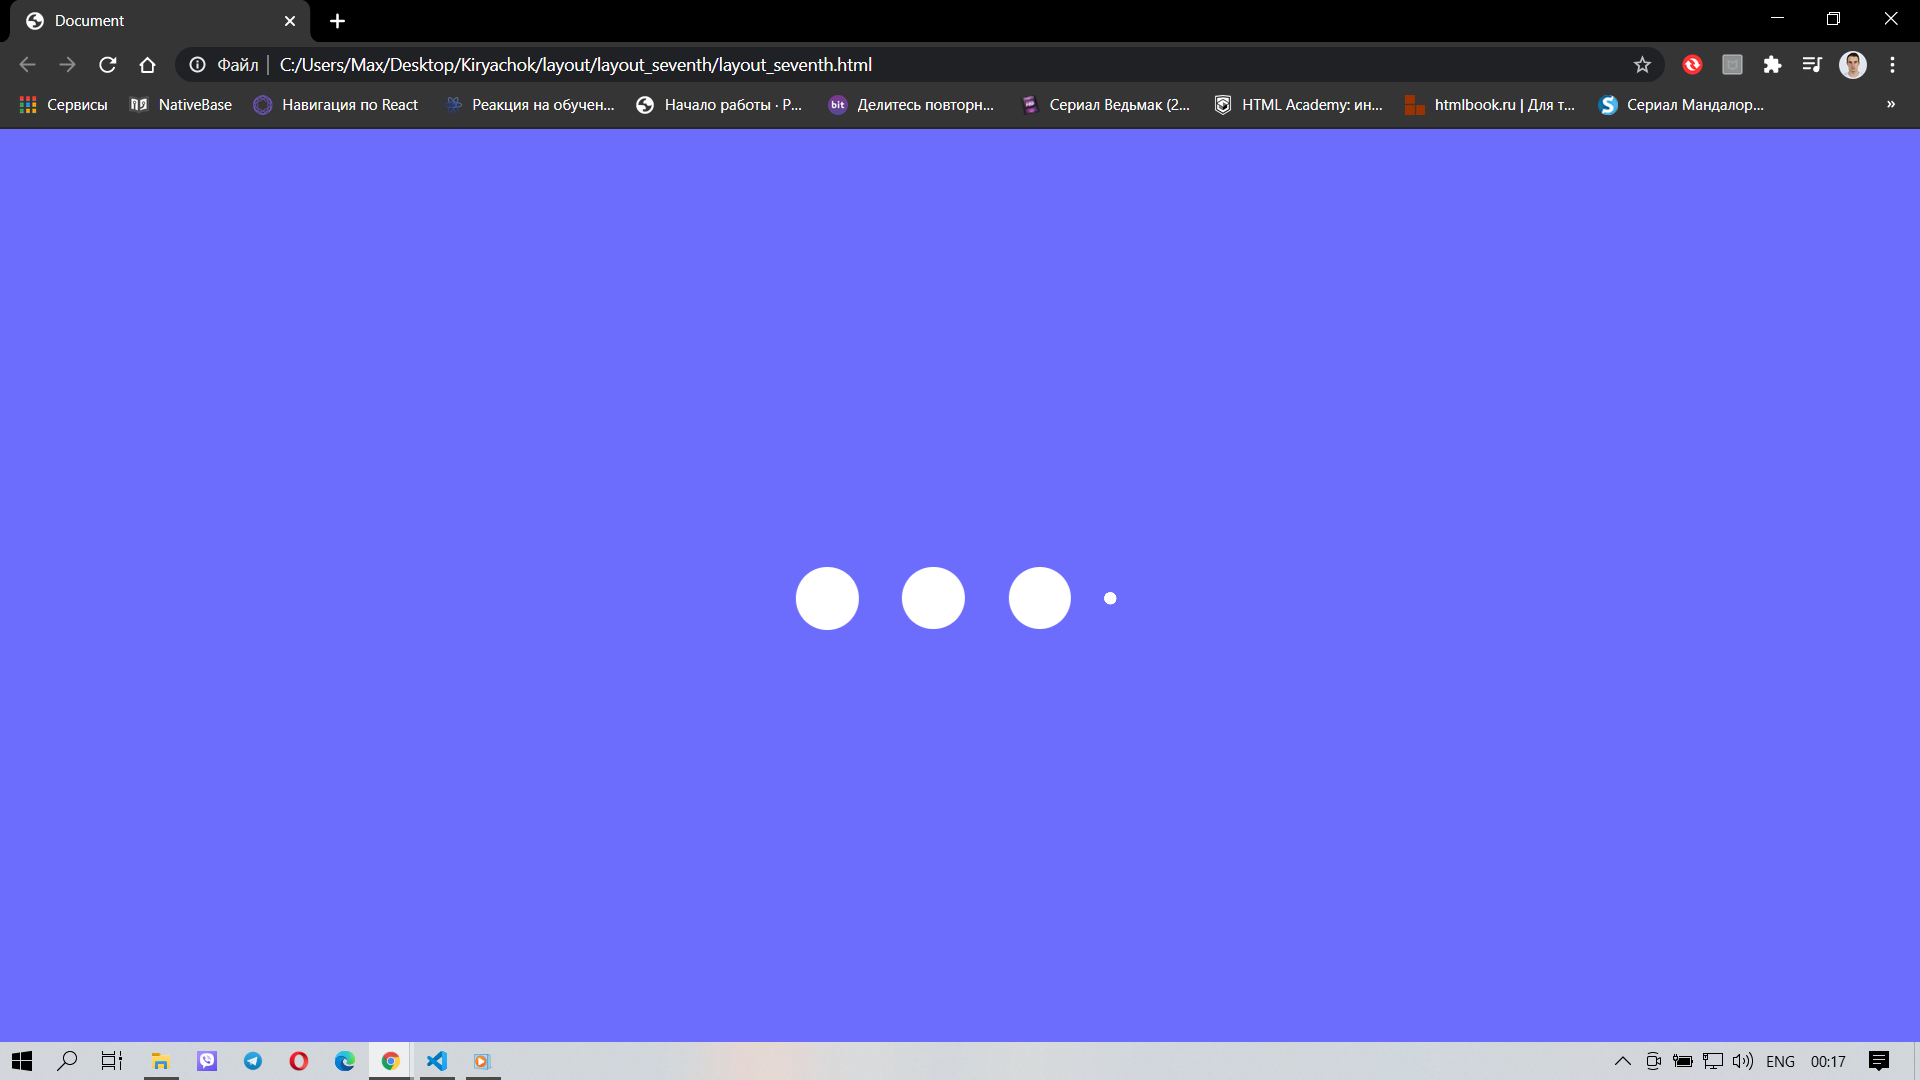 Document
Файл C:/Users/Max/Desktop/Kiryachok/layout/layout_seventh/layout_seventh.html
Сервисы NativeBase Навигация по React Реакция на обучен... Начало работы · P... bit Делитесь повторн... Сериал Ведьмак (2... HTML Academy: ин... htmlbook.ru | Для т... Сериал Мандалор... »
ENG 00:17